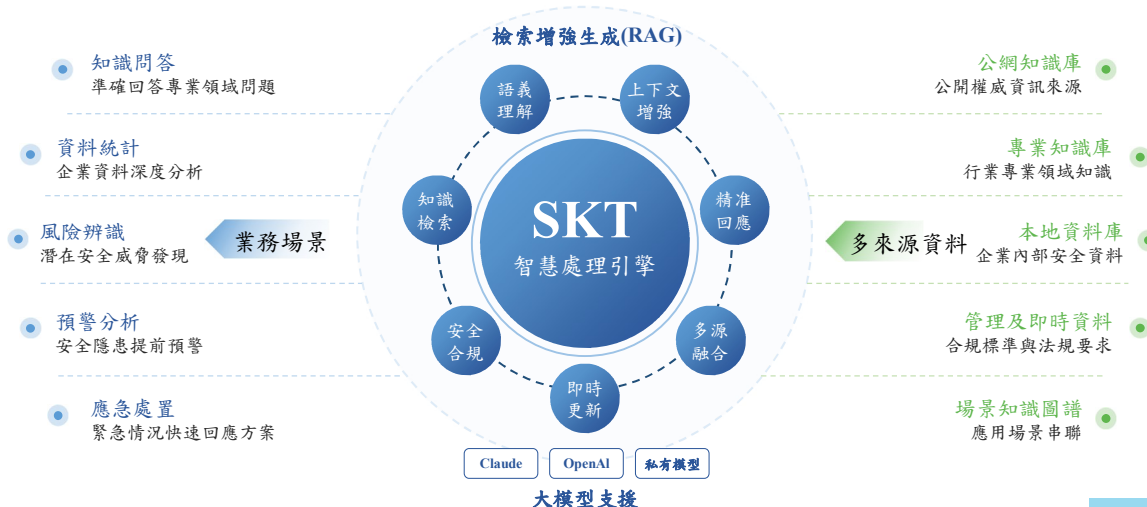 檢索增強生成(RAG)
知識問答
準確回答專業領域問題
資料統計
企業資料深度分析
風險辨識
潛在安全威脅發現
預警分析
安全隱患提前預警
應急處置
緊急情況快速回應方案
業務場景
語義
理解
上下文
增強
知識
檢索
精准
回應
SKT
智慧處理引擎
安全
合規
多源
融合
即時
更新
多來源資料
公網知識庫
公開權威資訊來源
專業知識庫
行業專業領域知識
本地資料庫
企業內部安全資料
管理及即時資料
合規標準與法規要求
場景知識圖譜
應用場景串聯
Claude
OpenAI
私有模型
大模型支援